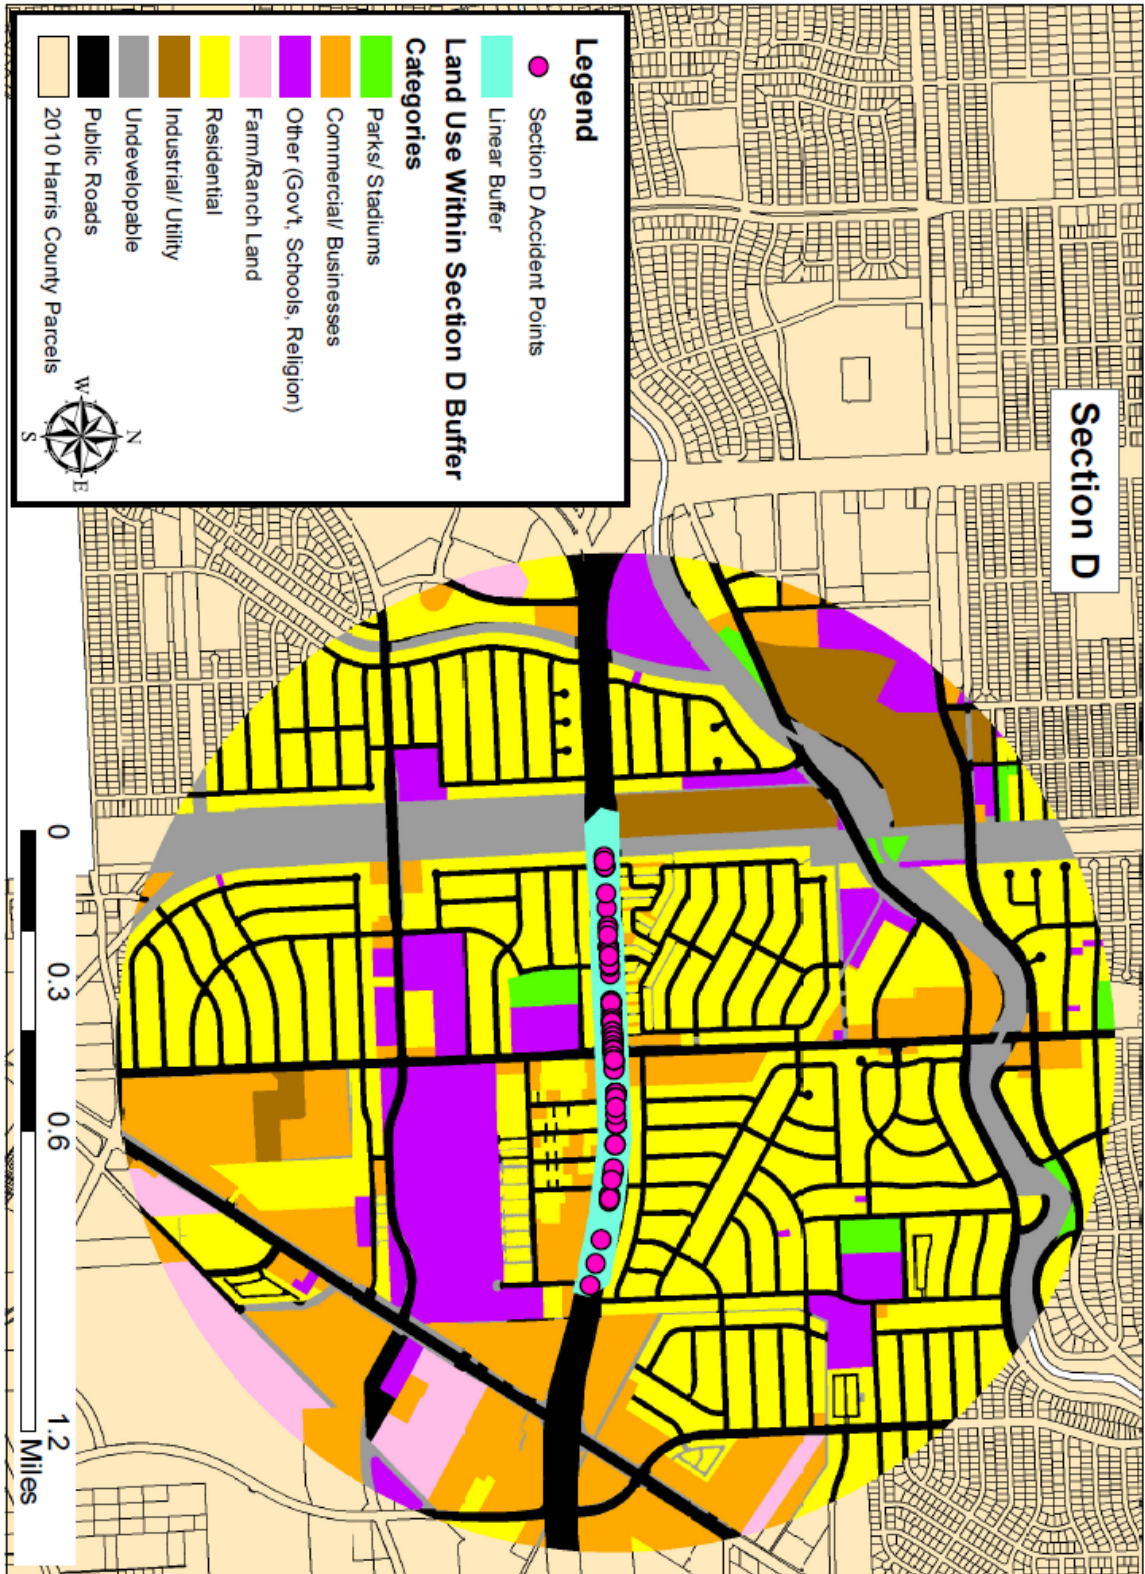 Section D
Legend
Section D Accident Points
Linear Buffer
Land Use Within Section D Buffer
Categories
Parks/ Stadiums
Commercial/ Businesses
Other (Gov't, Schools, Religion)
Farm/Ranch Land
Residential
Industrial/ Utility
Undevelopable
Public Roads
2010 Harris County Parcels
N
W
E
S
0 0.3 0.6 1.2
Miles